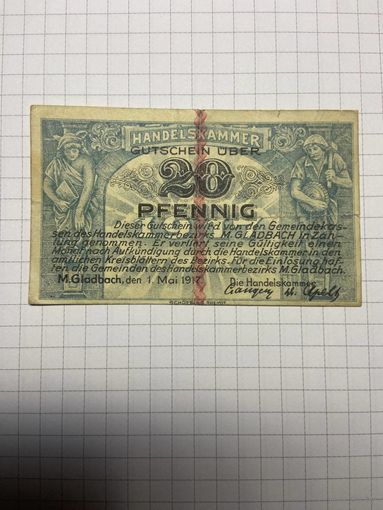 HANDELSKAMMER
GUTSCHEIN ÜBER
20
PFENNIG
Dieser Gutschein wird von den Gemeindekas-
sen des Handelskammerbezirks M. GLADBACH in Zah-
lung genommen. Er verliert seine Gültigkeit einen
Monat nach Aufkündigung durch die Handelskammer in den
amtlichen Kreisblättern des Bezirks. Für die Einlösung haf-
ten die Gemeinden des Handelskammerbezirks M. Gladbach.
M. Gladbach, den 1. Mai 1917. Die Handelskammer